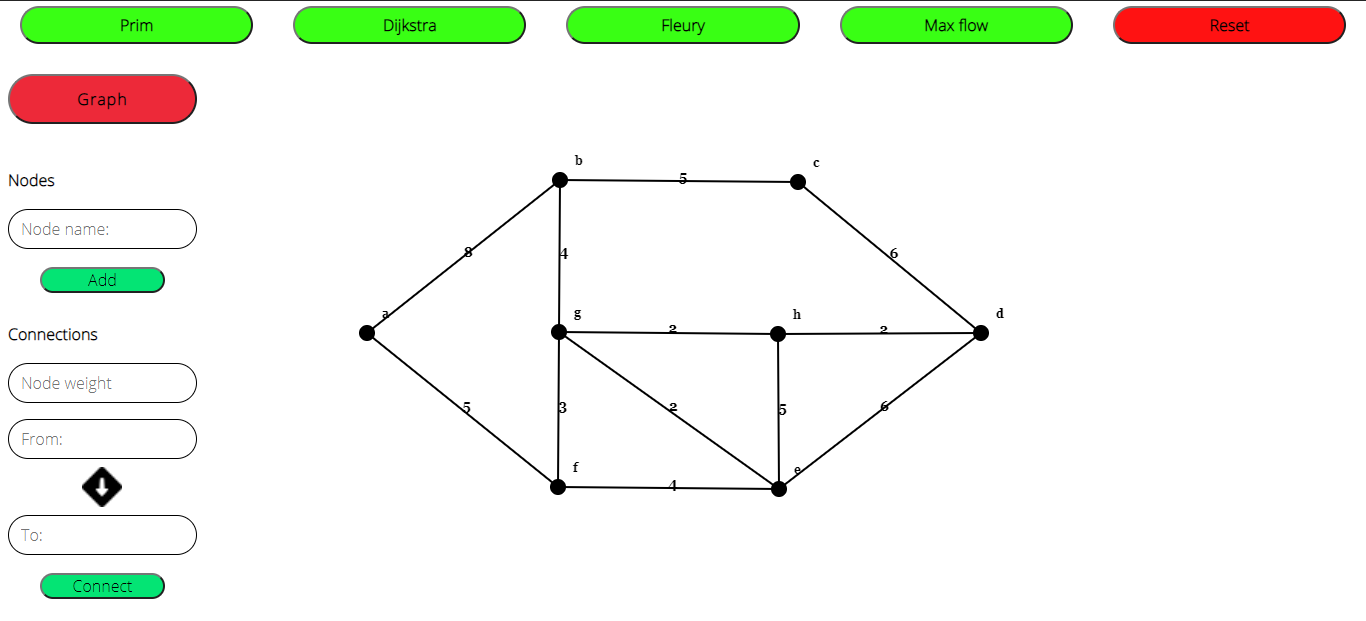 Prim
Dijkstra
Fleury
Max flow
Reset
Graph
Nodes
Node name:
Add
Connections
Node weight
From:
To:
Connect
b
c
5
8
4
6
a
g
h
d
2
2
5
3
2
5
6
f
e
4